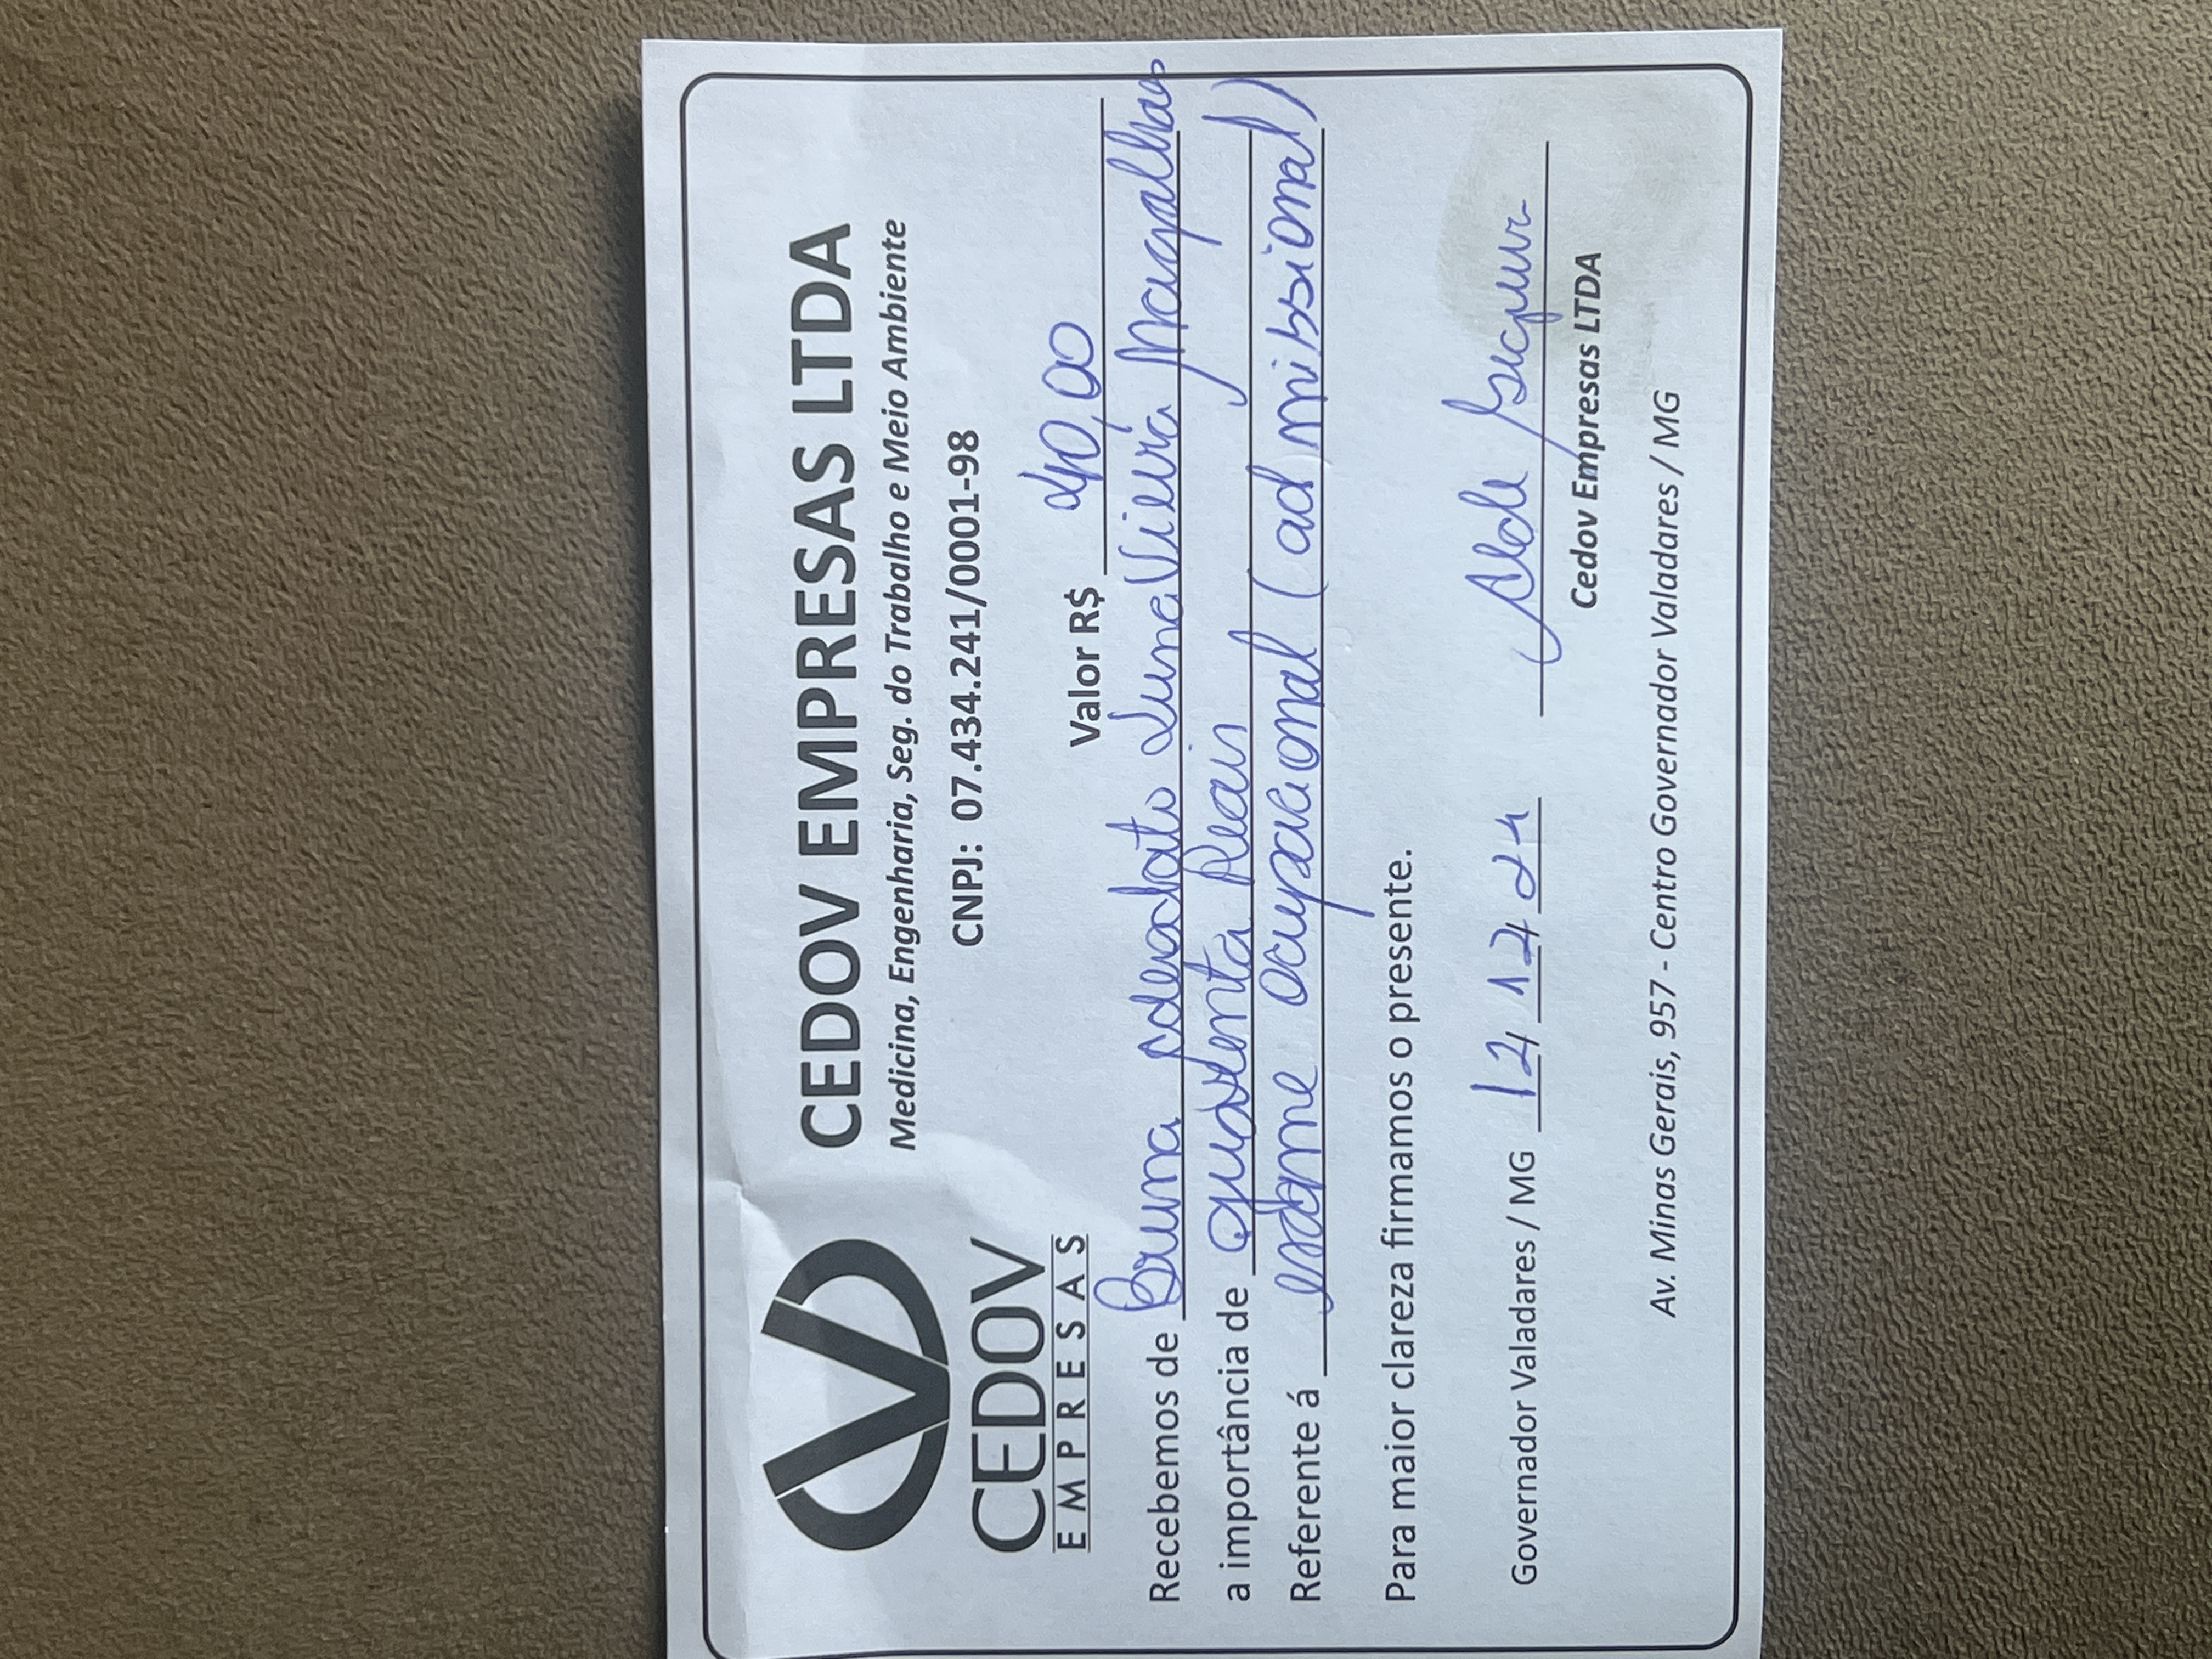 CEDOV EMPRESAS LTDA
Medicina, Engenharia, Seg. do Trabalho e Meio Ambiente
CNPJ: 07.434.241/0001-98
CEDOV
EMPRESAS
Valor R$ 40,00
Recebemos de Bruna Adeodato Luna Vieira Magalhães
a importância de quarenta Reais
Referente á exame ocupacional (admissional)
Para maior clareza firmamos o presente.
Governador Valadares / MG 12/12/24
Cedov Empresas LTDA
Av. Minas Gerais, 957 - Centro Governador Valadares / MG